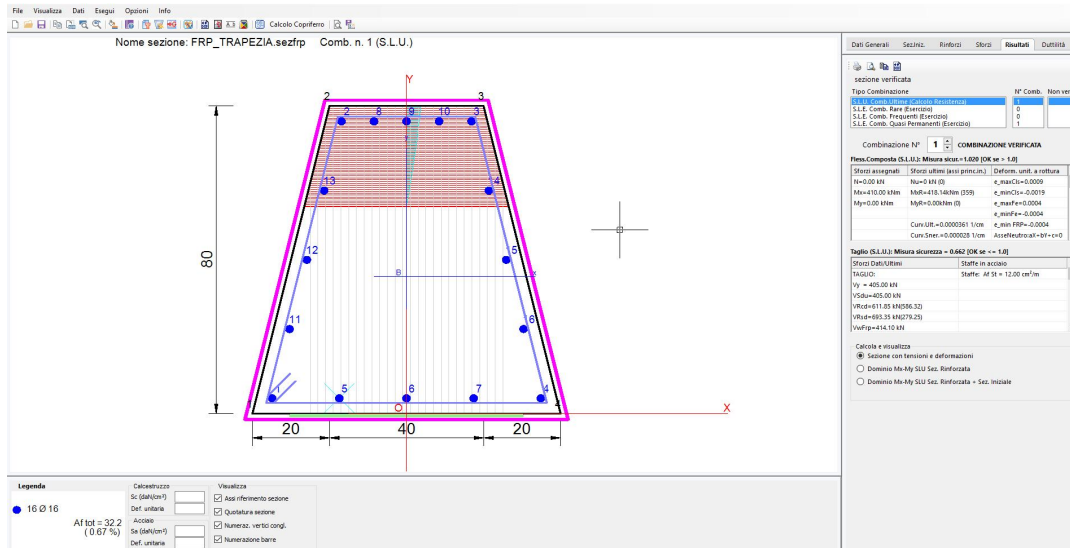 File Visualizza Dati Esegui Opzioni Info
Calcolo Copriferro
Nome sezione: FRP_TRAPEZIA.sezfrp Comb. n. 1 (S.L.U.)
Y
2 3
2 8 9 10 3
13 4
12 5
11 6
1 5 6 7 4
1 O 2
B x
X
80
20 40 20
Dati Generali Sez.Iniz. Rinforzi Sforzi Risultati Duttilità
sezione verificata
Tipo Combinazione N° Comb. Non ver
S.L.U. Comb.Ultime (Calcolo Resistenza) 1
S.L.E. Comb. Rare (Esercizio) 0
S.L.E. Comb. Frequenti (Esercizio) 0
S.L.E. Comb. Quasi Permanenti (Esercizio) 1
Combinazione N° 1 COMBINAZIONE VERIFICATA
Fless.Composta (S.L.U.): Misura sicur.=1.020 [OK se > 1.0]
Sforzi assegnati Sforzi ultimi (assi princ.in.) Deform. unit. a rottura
N=0.00 kN Nu=0 kN (0) e_maxCls=0.0009
Mx=410.00 kNm MxR=418.14kNm (359) e_minCls=-0.0019
My=0.00 kNm MyR=0.00kNm (0) e_maxFe=0.0004
e_minFe=-0.0004
Curv.Ult.=0.0000361 1/cm e_min FRP=-0.0004
Curv.Sner.=0.000028 1/cm AsseNeutro:aX+bY+c=0
Taglio (S.L.U.): Misura sicurezza = 0.662 [OK se <= 1.0]
Sforzi Dati/Ultimi Staffe in acciaio
TAGLIO: Staffe: Af St = 12.00 cm²/m
Vy = 405.00 kN
VSdu=405.00 kN
VRcd=611.85 kN(586.32)
VRsd=693.35 kN(279.25)
VwFrp=414.10 kN
Calcola e visualizza
Sezione con tensioni e deformazioni
Dominio Mx-My SLU Sez. Rinforzata
Dominio Mx-My SLU Sez. Rinforzata + Sez. Iniziale
Legenda
16 Ø 16
Af tot = 32.2
( 0.67 %)
Calcestruzzo
Sc (daN/cm²)
Def. unitaria
Acciaio
Sa (daN/cm²)
Def. unitaria
Visualizza
Assi riferimento sezione
Quotatura sezione
Numeraz. vertici congl.
Numerazione barre